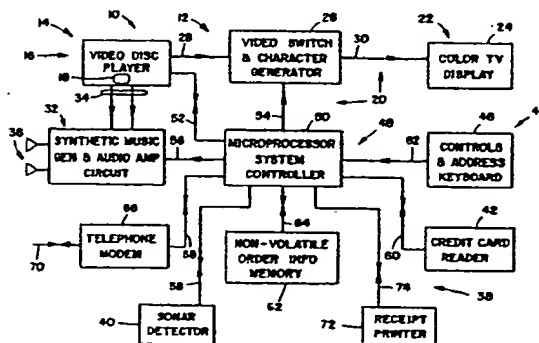 10
12
26
14
28
30
22
24
16
VIDEO DISC
PLAYER
VIDEO SWITCH
& CHARACTER
GENERATOR
COLOR TV
DISPLAY
18
34
20
32
52
54
50
48
46
4
36
SYNTHETIC MUSIC
GEN & AUDIO AMP
CIRCUIT
56
MICROPROCESSOR
SYSTEM
CONTROLLER
62
CONTROLS
& ADDRESS
KEYBOARD
66
42
TELEPHONE
MODEM
70
64
60
CREDIT CARD
READER
NON-VOLATILE
ORDER INFO
MEMORY
58
74
38
40
SONAR
DETECTOR
72
RECEIPT
PRINTER